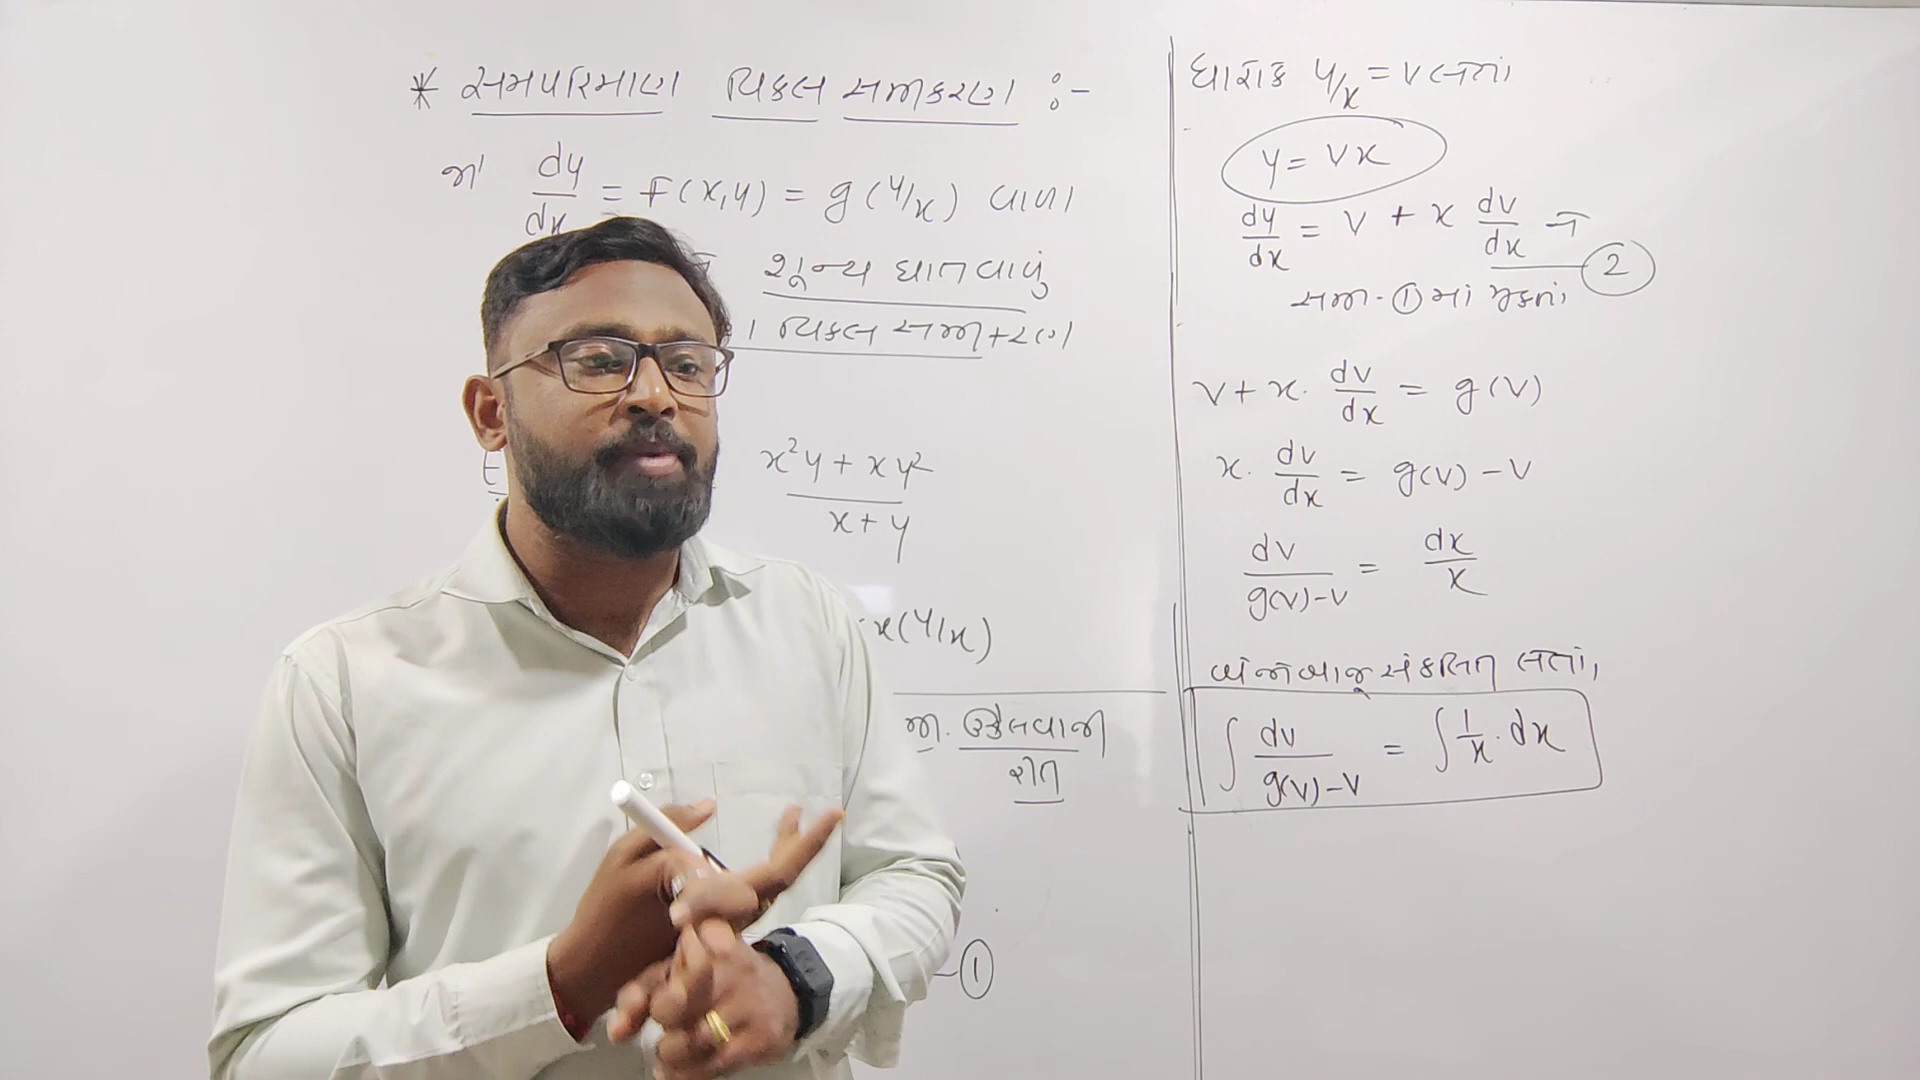 * સમપરિમાણ વિકલ સમીકરણ :-
જો dy/dx = F(x,y) = g(y/x) વાળા
શૂન્ય ઘાતવાળું
વિકલ સમીકરણ
x²y + xy² / x+y
x(y/x)
ઉકેલવાની
રીત
①
ધારોકે y/x = v લેતાં
y = vx
dy/dx = v + x dv/dx → ②
સમી. ① માં મુકતાં
v + x. dv/dx = g(v)
x. dv/dx = g(v) - v
dv/g(v)-v = dx/x
બંને બાજુ સંકલિત લેતાં,
∫ dv/g(v)-v = ∫ 1/x . dx